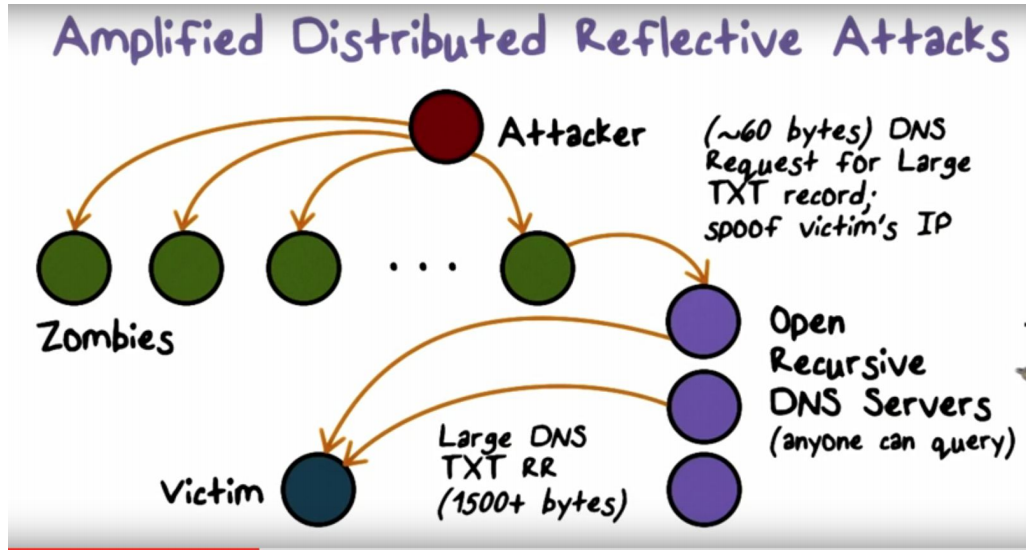 Amplified Distributed Reflective Attacks
Attacker
(~60 bytes) DNS
Request for Large
TXT record;
spoof victim's IP
. . .
Zombies
Open
Recursive
DNS Servers
(anyone can query)
Large DNS
TXT RR
(1500+ bytes)
Victim